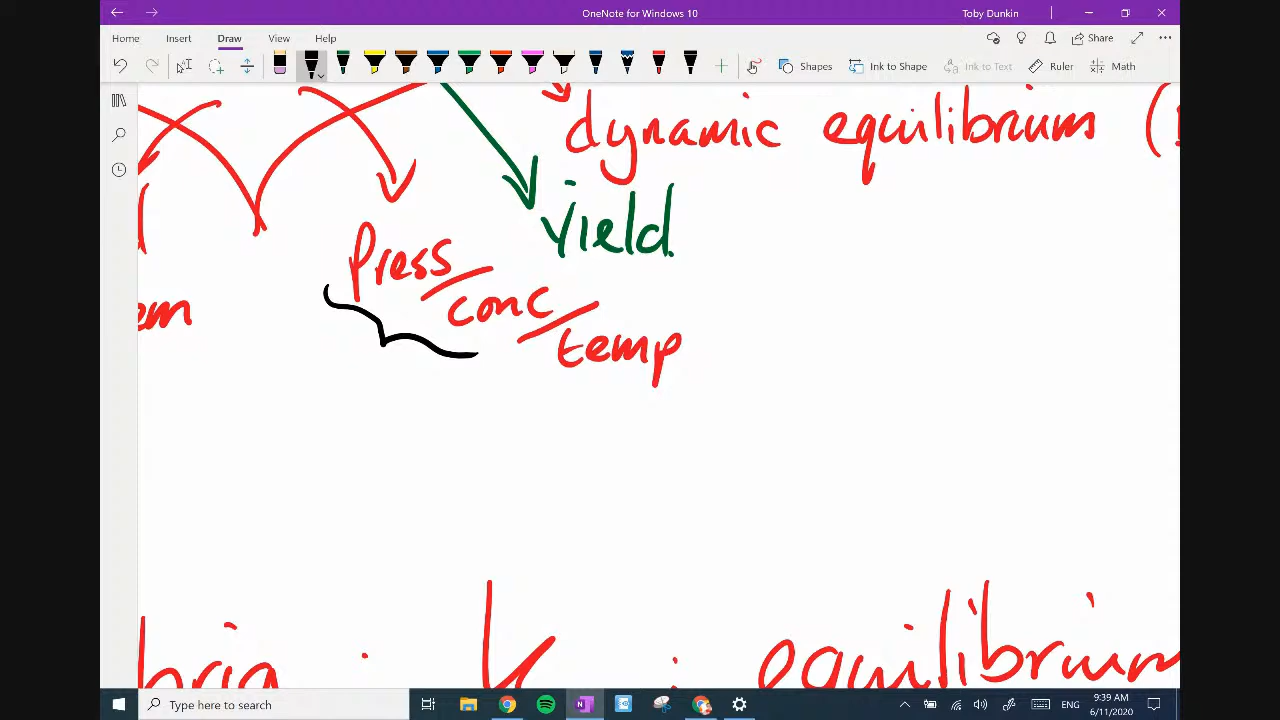 OneNote for Windows 10
Toby Dunkin
Home Insert Draw View Help
Share
Shapes
Ink to Shape
Ink to Text
Ruler
Math
dynamic equilibrium (
yield
Press/
conc/
temp
em
equilibrium
Type here to search
ENG
9:39 AM
6/11/2020